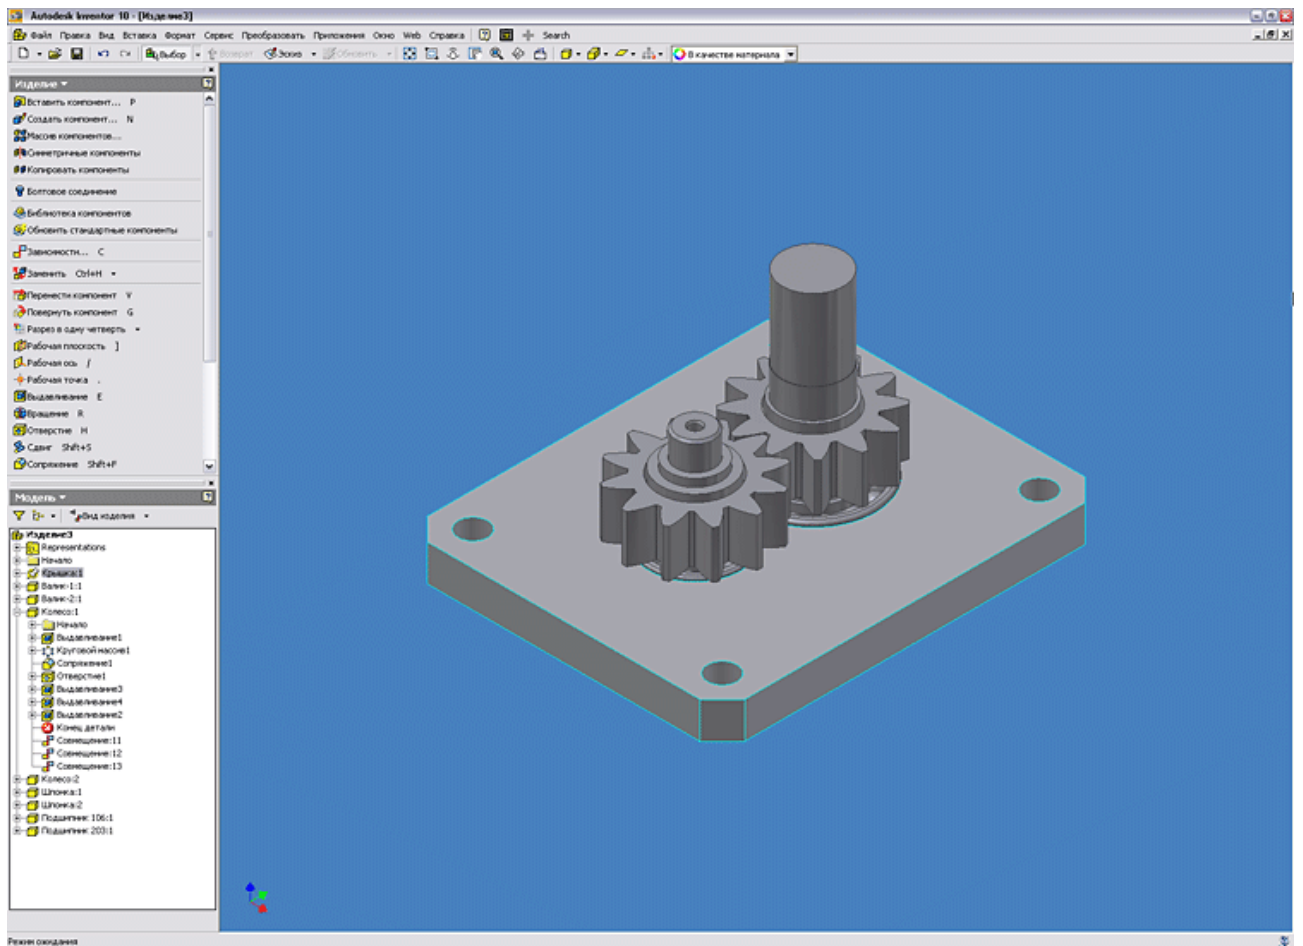 Autodesk Inventor 10 - [Изделие3]
Файл Правка Вид Вставка Формат Сервис Преобразовать Приложения Окно Web Справка Search
Выбор Возврат Эскиз Обновить В качестве материала
Изделие
Вставить компонент... P
Создать компонент... N
Массив компонентов...
Симметричные компоненты
Копировать компоненты
Болтовое соединение
Библиотека компонентов
Обновить стандартные компоненты
Зависимости... C
Заменить Ctrl+H
Перенести компонент V
Повернуть компонент G
Разрез в одну четверть
Рабочая плоскость ]
Рабочая ось /
Рабочая точка .
Выдавливание E
Вращение R
Отверстие H
Сдвиг Shift+S
Сопряжение Shift+F
Модель
Вид изделия
Изделие3
Representations
Начало
Крышка:1
Валик-1:1
Валик-2:1
Колесо:1
Начало
Выдавливание1
Круговой массив1
Сопряжение1
Отверстие1
Выдавливание3
Выдавливание4
Выдавливание2
Конец детали
Совмещение:11
Совмещение:12
Совмещение:13
Колесо:2
Шпонка:1
Шпонка:2
Подшипник 106:1
Подшипник 203:1
Режим ожидания